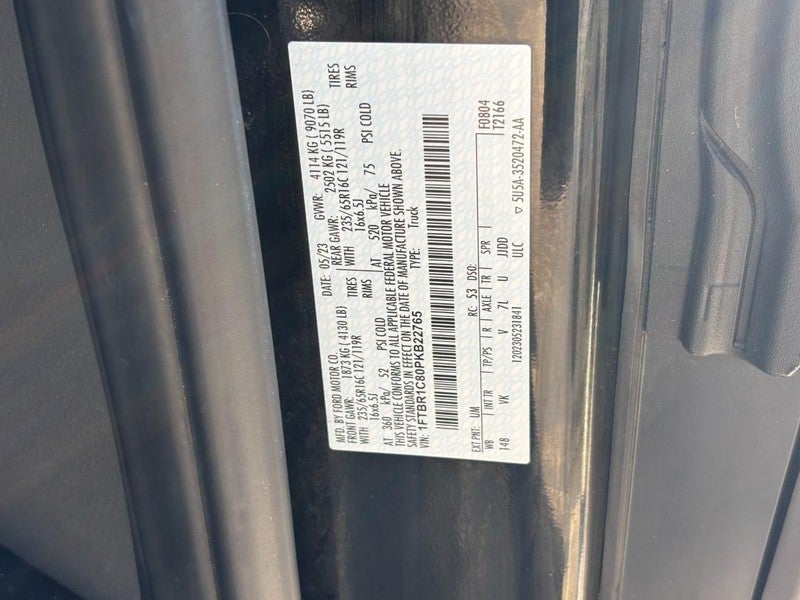 MFD. BY FORD MOTOR CO. DATE: 05/23 GVWR: 4114 KG ( 9070 LB)
FRONT GAWR: 1873 KG ( 4130 LB) REAR GAWR: 2502 KG ( 5515 LB)
WITH 235/65R16C 121/119R TIRES WITH 235/65R16C 121/119R TIRES
16x6.5J RIMS 16x6.5J RIMS
AT 360 kPa/ 52 PSI COLD AT 520 kPa/ 75 PSI COLD
THIS VEHICLE CONFORMS TO ALL APPLICABLE FEDERAL MOTOR VEHICLE
SAFETY STANDARDS IN EFFECT ON THE DATE OF MANUFACTURE SHOWN ABOVE.
VIN: 1FTBR1C80PKB22765 TYPE: Truck
F0804
T2166
EXT PNT: UM RC: 53 DSO:
WB INT TR TP/PS R AXLE TR SPR
148 VK V 7L U JJDD
1202305231841 ULC
5U5A-3520472-AA